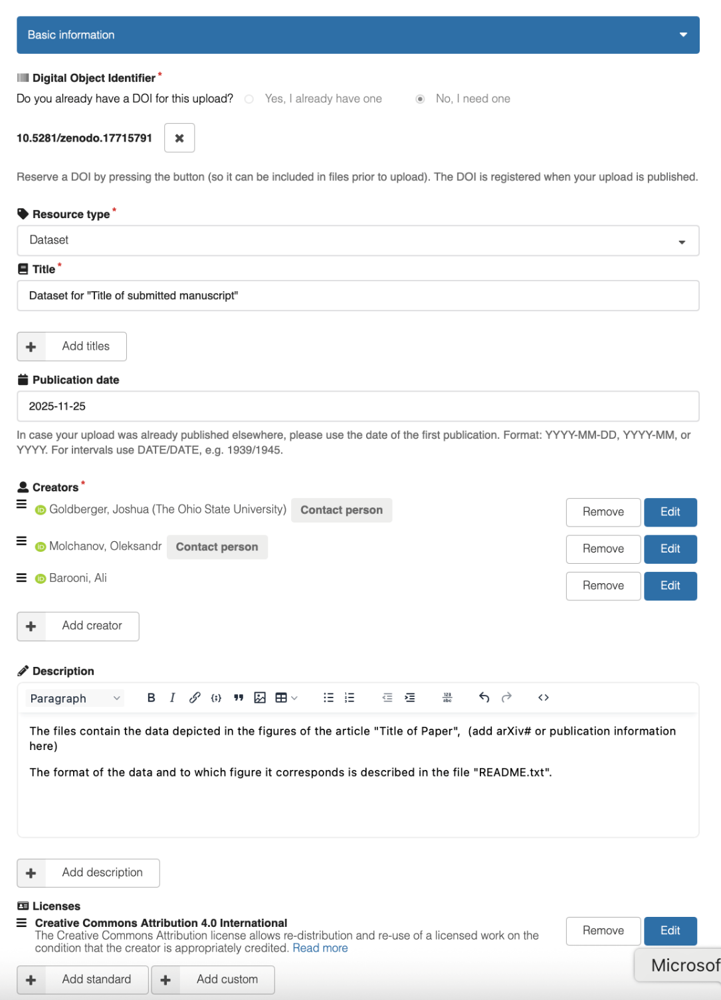 Basic information
Digital Object Identifier *
Do you already have a DOI for this upload? Yes, I already have one No, I need one
10.5281/zenodo.17715791
Reserve a DOI by pressing the button (so it can be included in files prior to upload). The DOI is registered when your upload is published.
Resource type *
Dataset
Title *
Dataset for "Title of submitted manuscript"
Add titles
Publication date
2025-11-25
In case your upload was already published elsewhere, please use the date of the first publication. Format: YYYY-MM-DD, YYYY-MM, or
YYYY. For intervals use DATE/DATE, e.g. 1939/1945.
Creators *
iD Goldberger, Joshua (The Ohio State University) Contact person Remove Edit
iD Molchanov, Oleksandr Contact person Remove Edit
iD Barooni, Ali Remove Edit
Add creator
Description
Paragraph B I
The files contain the data depicted in the figures of the article "Title of Paper",  (add arXiv# or publication information
here)
The format of the data and to which figure it corresponds is described in the file "README.txt".
Add description
Licenses
Creative Commons Attribution 4.0 International
The Creative Commons Attribution license allows re-distribution and re-use of a licensed work on the
condition that the creator is appropriately credited. Read more
Remove Edit
Microsof
Add standard Add custom